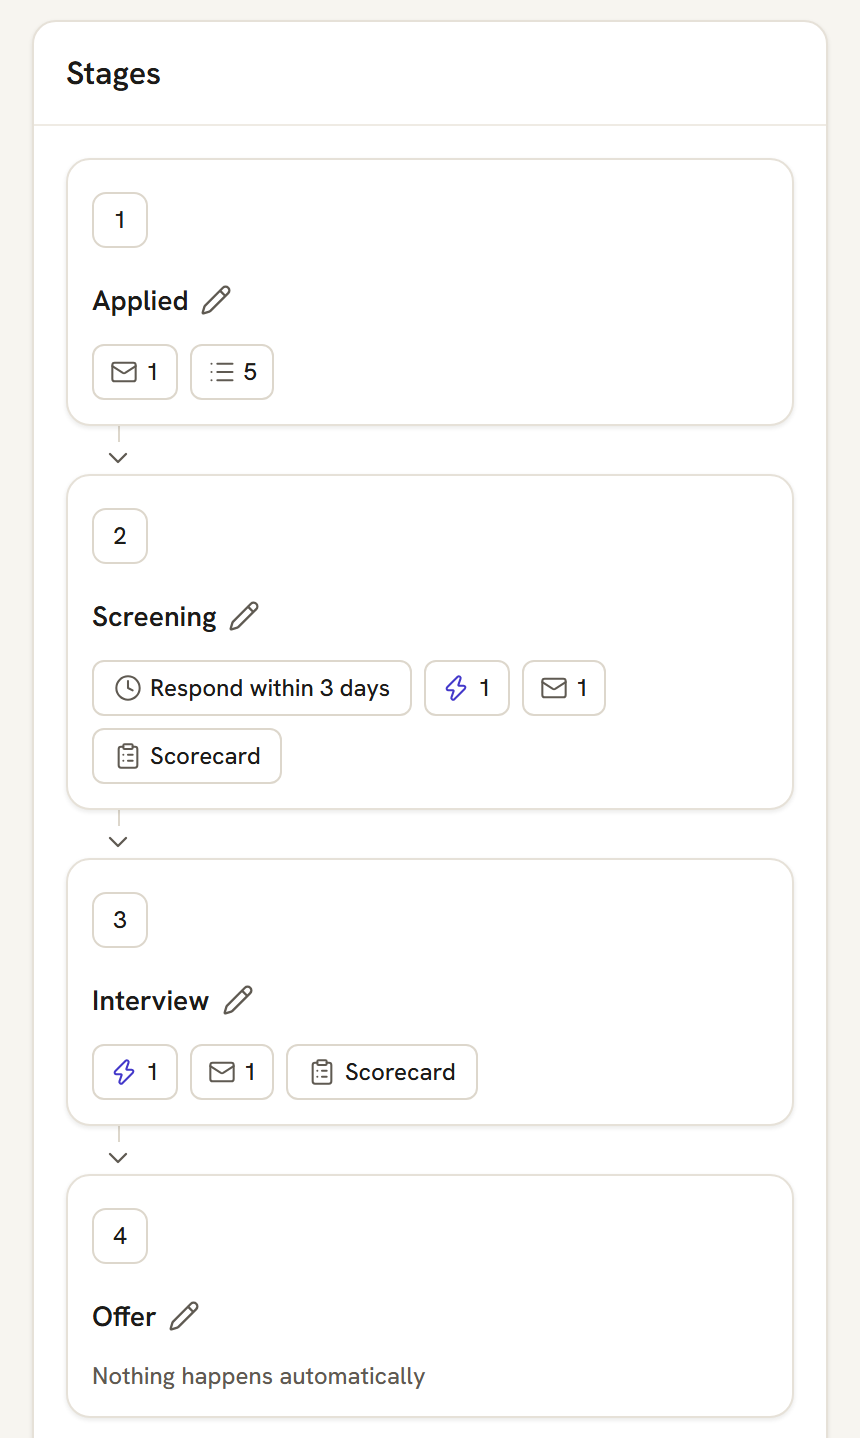 Stages
1
Applied
1 5
2
Screening
Respond within 3 days 1 1
Scorecard
3
Interview
1 1 Scorecard
4
Offer
Nothing happens automatically